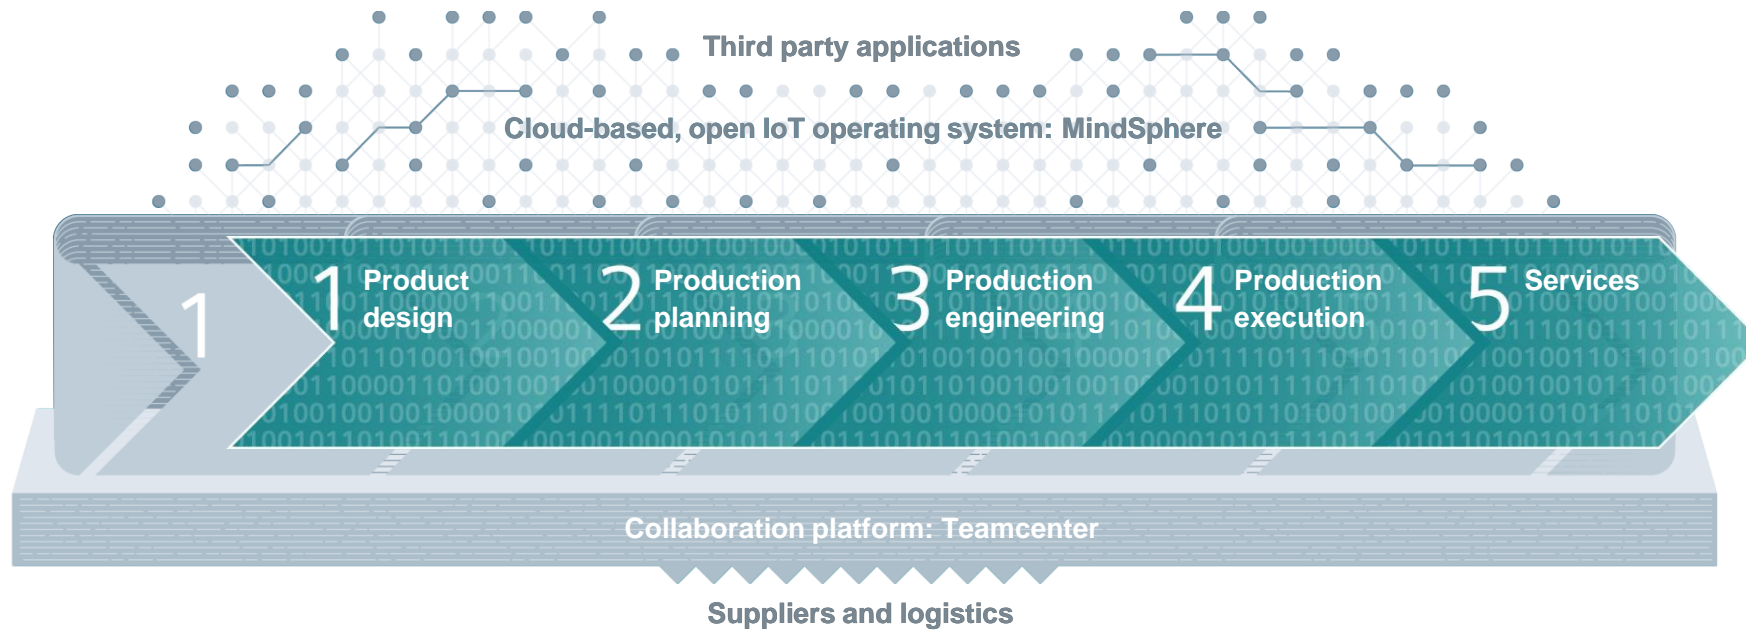 Third party applications
Cloud-based, open IoT operating system: MindSphere
1
1 Product
design
2 Production
planning
3 Production
engineering
4 Production
execution
5 Services
Collaboration platform: Teamcenter
Suppliers and logistics